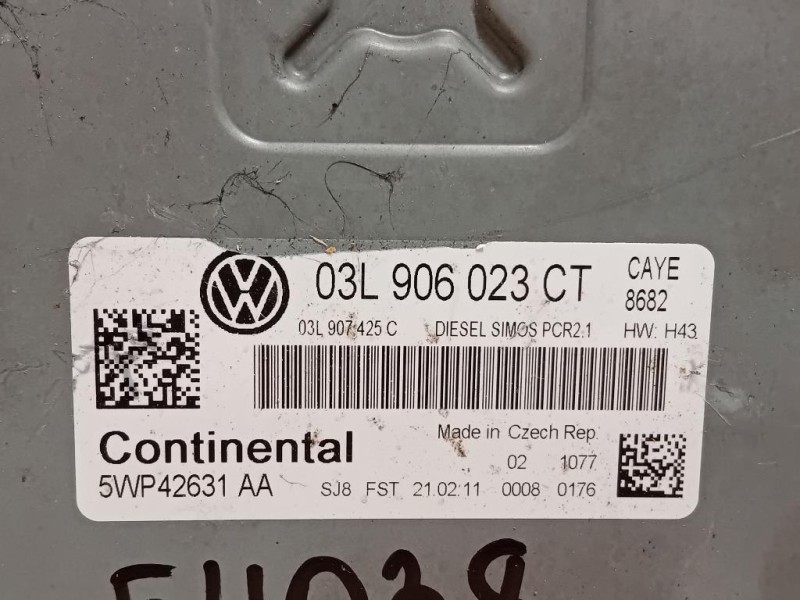 03L 906 023 CT
CAYE
8682
03L 907 425 C DIESEL SIMOS PCR2.1 HW: H43
Continental
Made in Czech Rep.
02 1077
5WP42631 AA SJ8 FST 21.02.11 0008 0176